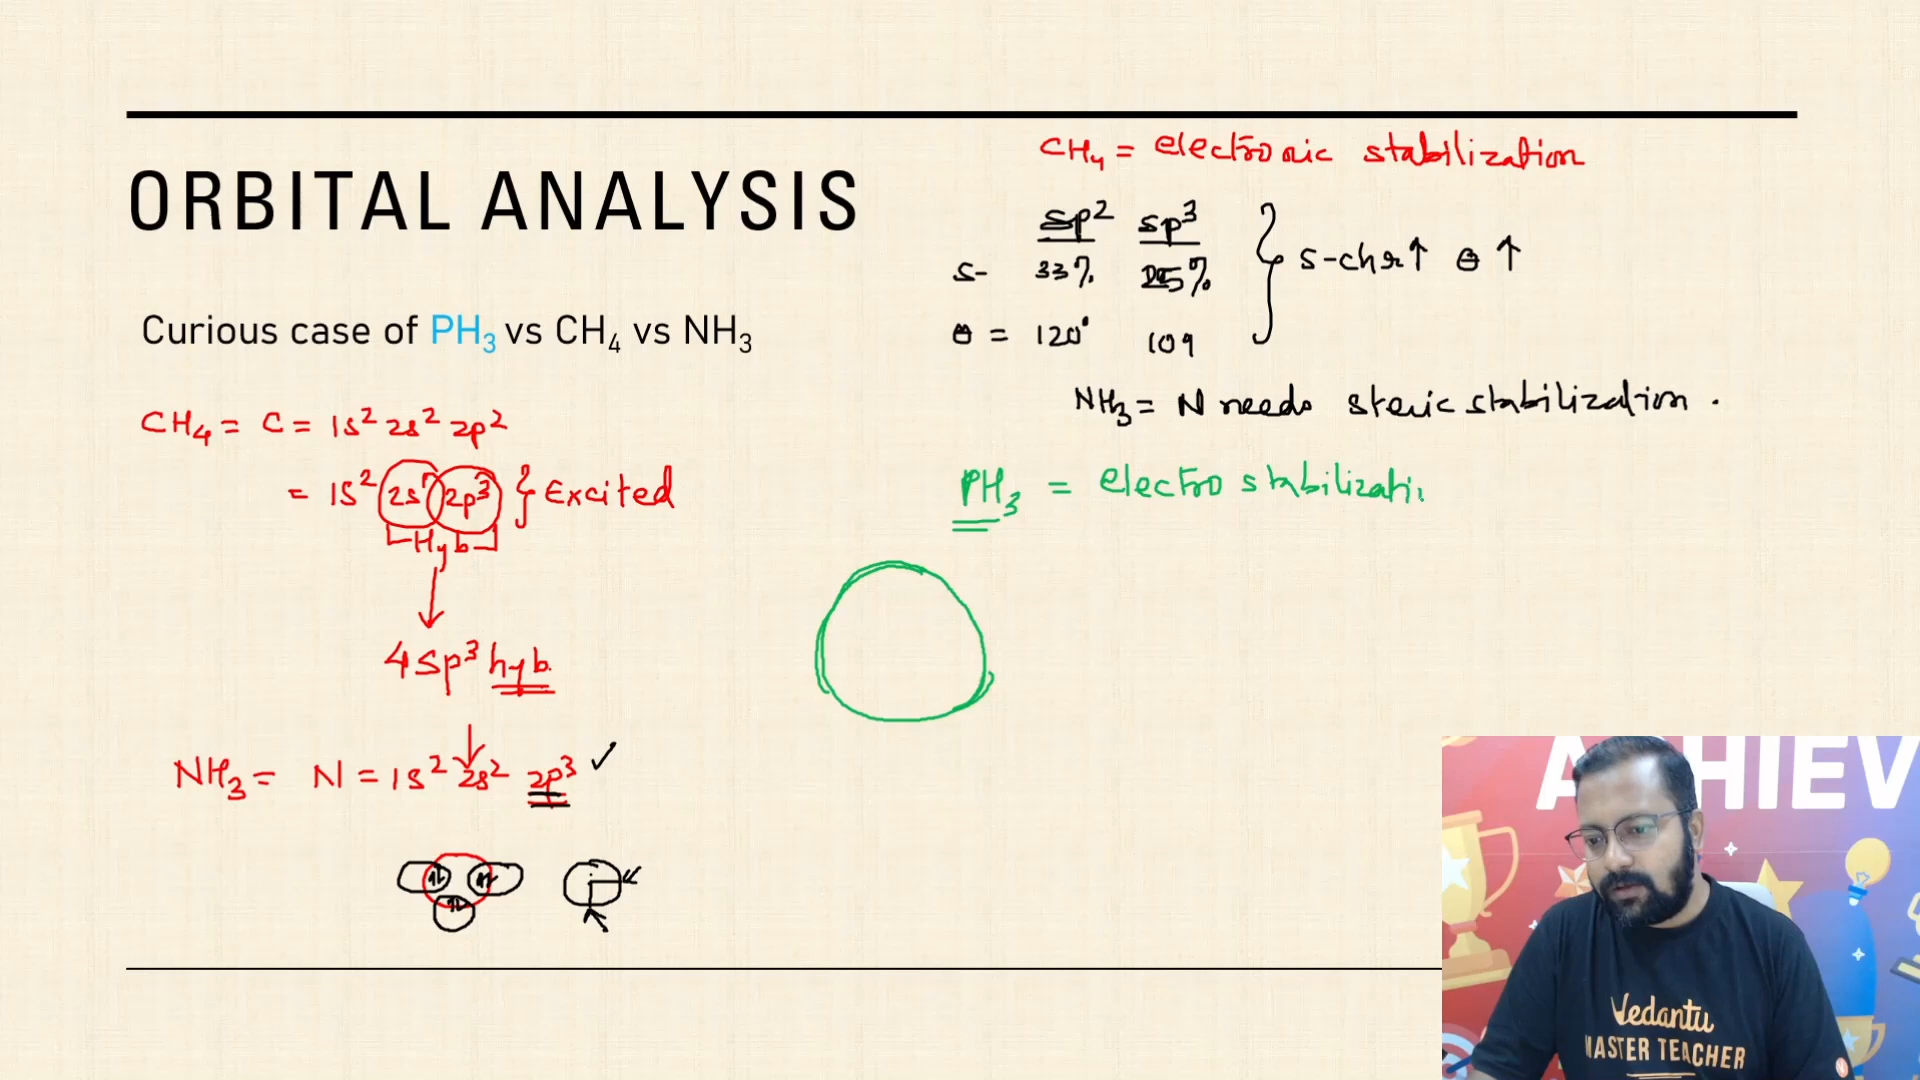 ORBITAL ANALYSIS
Curious case of PH₃ vs CH₄ vs NH₃
CH₄ = C = 1s² 2s² 2p²
= 1s² 2s¹ 2p³ } Excited
Hyb
4 sp³ hyb.
NH₃ = N = 1s² 2s² 2p³ ✓
CH₄ = electronic stabilization
sp² sp³
s- 33% 25% } s-chr↑ θ ↑
θ = 120° 109
NH₃ = N needs steric stabilization.
PH₃ = electro stabilizati
ACHIEV
Vedantu
MASTER TEACHER